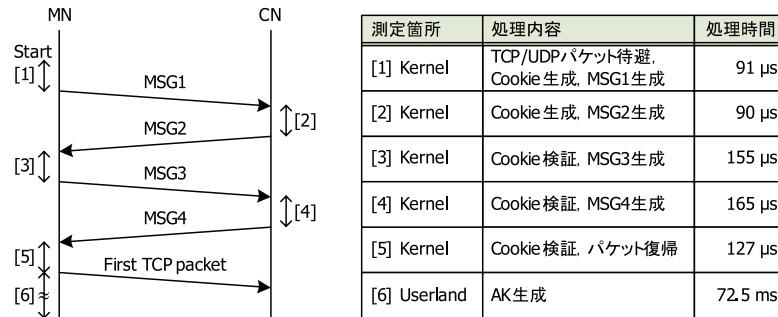 MN
CN
Start
[1]
MSG1
[2]
MSG2
[3]
MSG3
[4]
MSG4
[5]
First TCP packet
[6]
測定箇所 処理内容 処理時間
[1] Kernel TCP/UDPパケット待避,
Cookie生成, MSG1生成 91 μs
[2] Kernel Cookie生成, MSG2生成 90 μs
[3] Kernel Cookie検証, MSG3生成 155 μs
[4] Kernel Cookie検証, MSG4生成 165 μs
[5] Kernel Cookie検証, パケット復帰 127 μs
[6] Userland AK生成 72.5 ms